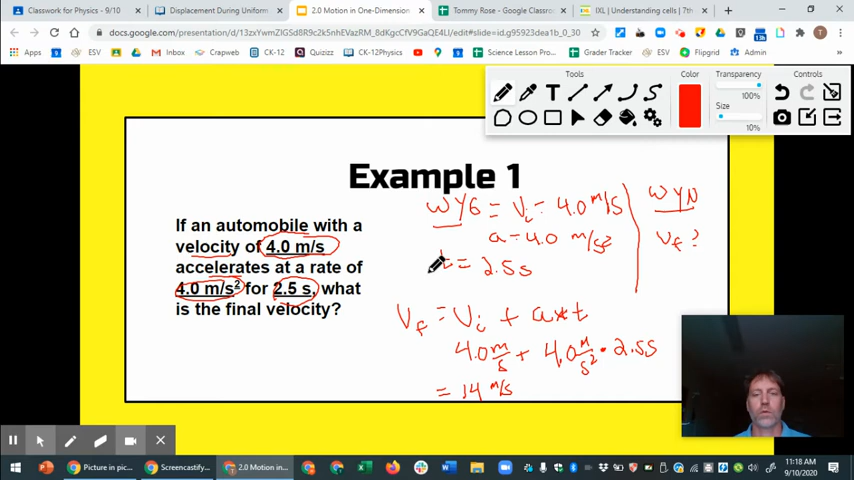 Classwork for Physics - 9/10
Displacement During Uniform
2.0 Motion in One-Dimension
Tommy Rose - Google Classroo
IXL | Understanding cells | 7th
docs.google.com/presentation/d/13zxYwmZGDfGsJZGOnhEVazRM_8dKgcCfV9GaQPE4LI/edit#slide=id.g95923dea1b_0_30
Apps
ESV
Imported
Gmail
Inbox
Crapweb
CK-12
Quizizz
CK-12Physics
YT
Science Lesson Pro...
Grader Tracker
ESV
Flipgrid
Admin
Tools
Color
Transparency
Controls
100%
Size
10%
Example 1
If an automobile with a
velocity of 4.0 m/s
accelerates at a rate of
4.0 m/s² for 2.5 s, what
is the final velocity?
WYG = Vi = 4.0 m/s
a = 4.0 m/s²
t = 2.5 s
WYN
Vf ?
Vf = Vi + a*t
4.0 m/s + 4.0 m/s² • 2.5 s
= 14 m/s
Picture in pic...
Screencastify...
2.0 Motion in...
11:18 AM
9/10/2020